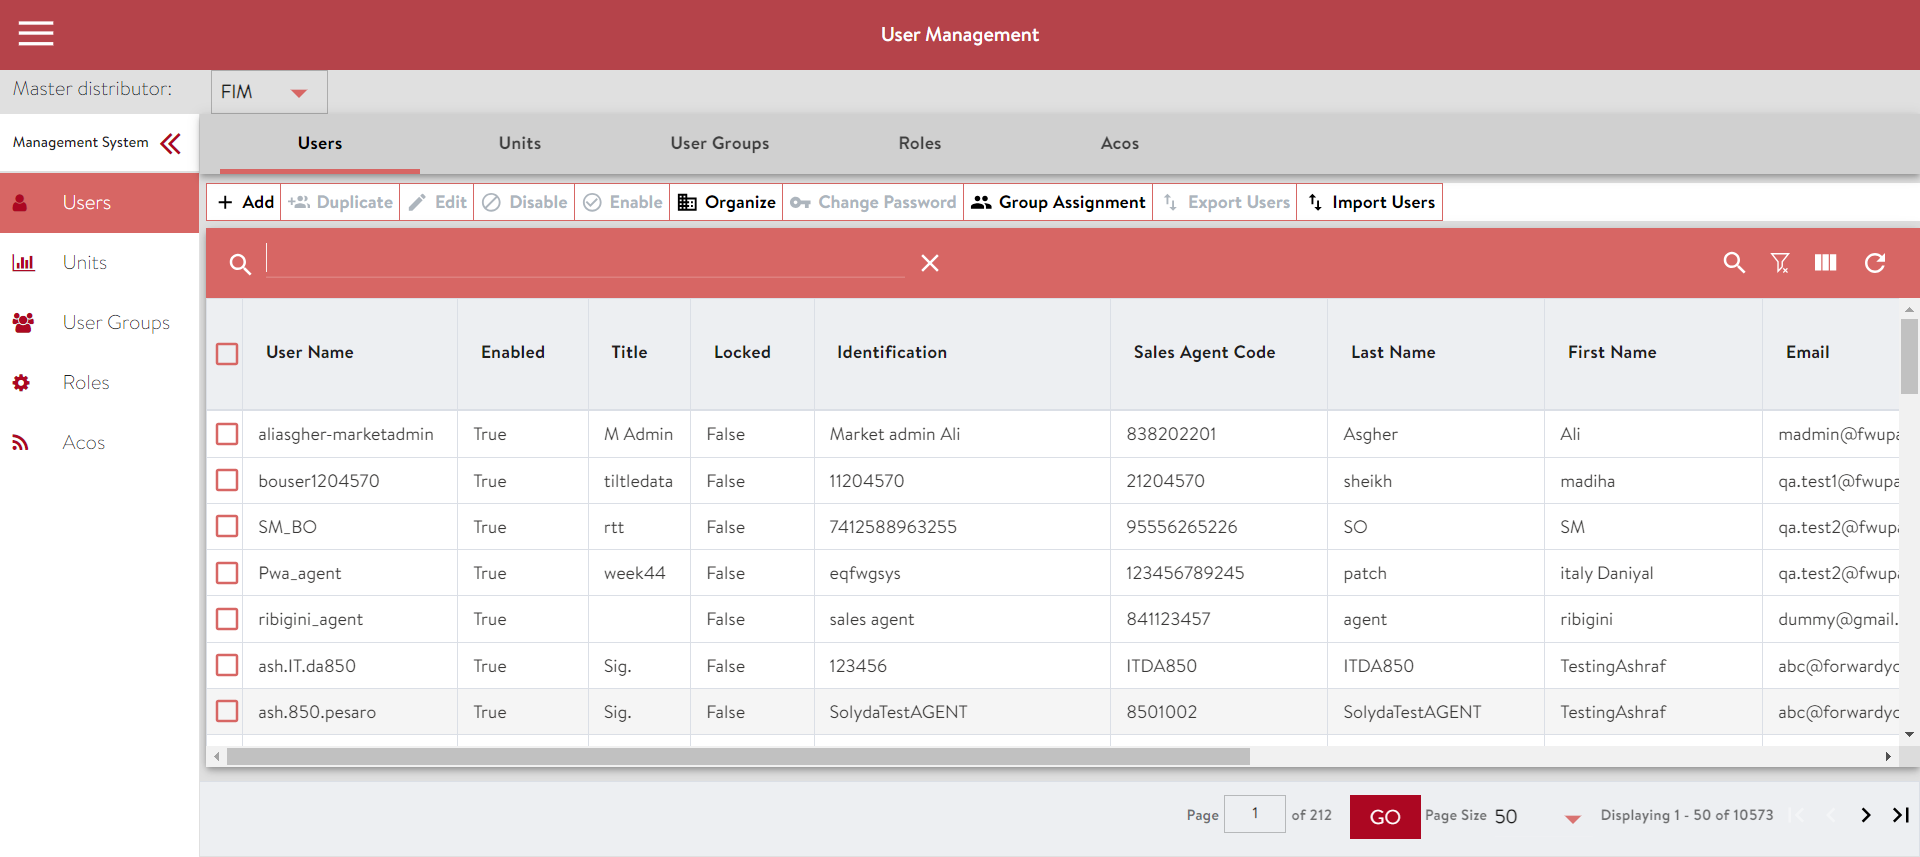 User Management
Master distributor: FIM
Management System
Users Units User Groups Roles Acos
Users
Units
User Groups
Roles
Acos
Add Duplicate Edit Disable Enable Organize Change Password Group Assignment Export Users Import Users
User Name Enabled Title Locked Identification Sales Agent Code Last Name First Name Email
aliasgher-marketadmin True M Admin False Market admin Ali 838202201 Asgher Ali madmin@fwupa
bouser1204570 True tiltledata False 11204570 21204570 sheikh madiha qa.test1@fwupa
SM_BO True rtt False 7412588963255 95556265226 SO SM qa.test2@fwupa
Pwa_agent True week44 False eqfwgsys 123456789245 patch italy Daniyal qa.test2@fwupa
ribigini_agent True False sales agent 841123457 agent ribigini dummy@gmail.
ash.IT.da850 True Sig. False 123456 ITDA850 ITDA850 TestingAshraf abc@forwardyo
ash.850.pesaro True Sig. False SolydaTestAGENT 8501002 SolydaTestAGENT TestingAshraf abc@forwardyo
Page 1 of 212 GO Page Size 50 Displaying 1 - 50 of 10573